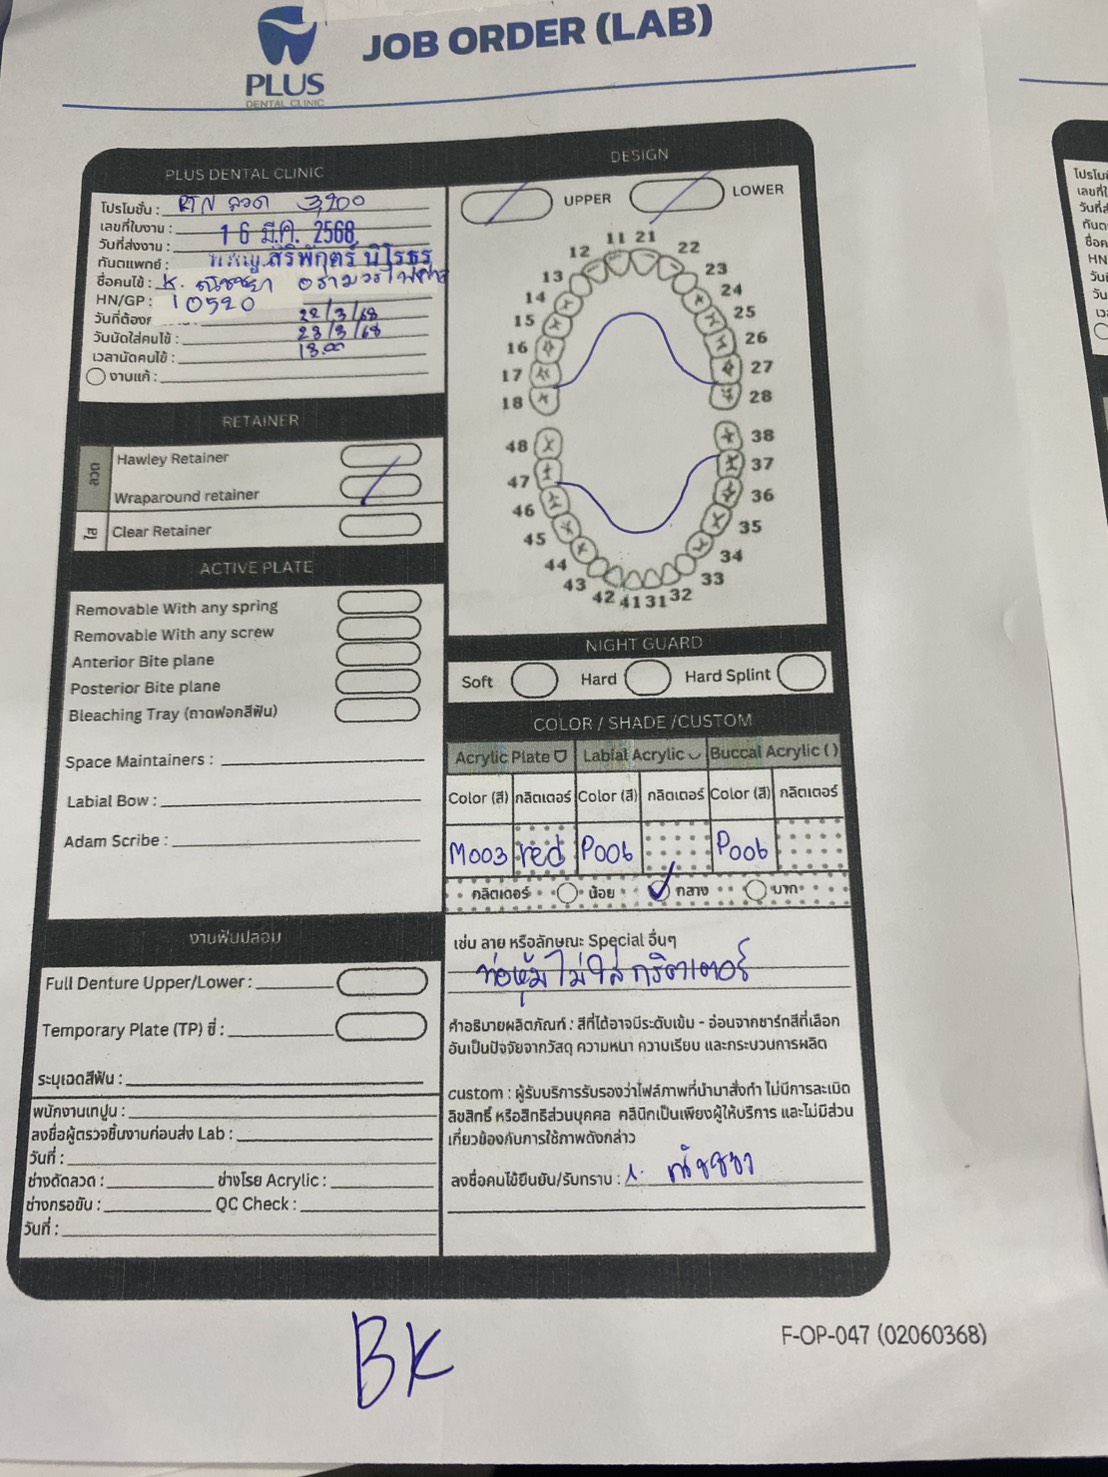 PLUS
DENTAL CLINIC
JOB ORDER (LAB)
PLUS DENTAL CLINIC
โปรโมชั่น : RTN ลวด 3,900
เลขที่ใบงาน :
วันที่ส่งงาน : 16 มี.ค. 2568
ทันตแพทย์ : สิริพักตร์
ชื่อคนไข้ : K.
HN/GP : 10520
วันที่ต้อง 22/3/68
วันนัดใส่คนไข้ : 23/3/68
เวลานัดคนไข้ : 13.00
งานแก้ :
RETAINER
ลวด
Hawley Retainer
Wraparound retainer
ใส
Clear Retainer
ACTIVE PLATE
Removable With any spring
Removable With any screw
Anterior Bite plane
Posterior Bite plane
Bleaching Tray (ถาดฟอกสีฟัน)
Space Maintainers :
Labial Bow :
Adam Scribe :
งานฟันปลอม
Full Denture Upper/Lower :
Temporary Plate (TP) ซี่ :
ระบุเฉดสีฟัน :
พนักงานเทปูน :
ลงชื่อผู้ตรวจชิ้นงานก่อนส่ง Lab :
วันที่ :
ช่างดัดลวด : ช่างโรย Acrylic :
ช่างกรอขัด : QC Check :
วันที่ :
DESIGN
UPPER LOWER
11 21
12 22
13 23
14 24
15 25
16 26
17 27
18 28
48 38
47 37
46 36
45 35
44 34
43 33
42 41 31 32
NIGHT GUARD
Soft Hard Hard Splint
COLOR / SHADE /CUSTOM
Acrylic Plate Labial Acrylic Buccal Acrylic ( )
Color (สี) กลิตเตอร์ Color (สี) กลิตเตอร์ Color (สี) กลิตเตอร์
M003 red P006 P006
กลิตเตอร์ น้อย กลาง มาก
เช่น ลาย หรือลักษณะ Special อื่นๆ
ท่อหุ้มไม่ใส่กริตเตอร์
คำอธิบายผลิตภัณฑ์ : สีที่ได้อาจมีระดับเข้ม - อ่อนจากชาร์ทสีที่เลือก
อันเป็นปัจจัยจากวัสดุ ความหนา ความเรียบ และกระบวนการผลิต
custom : ผู้รับบริการรับรองว่าไฟล์ภาพที่นำมาสั่งทำ ไม่มีการละเมิด
ลิขสิทธิ์ หรือสิทธิส่วนบุคคล คลินิกเป็นเพียงผู้ให้บริการ และไม่มีส่วน
เกี่ยวข้องกับการใช้ภาพดังกล่าว
ลงชื่อคนไข้ยืนยัน/รับทราบ :
BK
F-OP-047 (02060368)